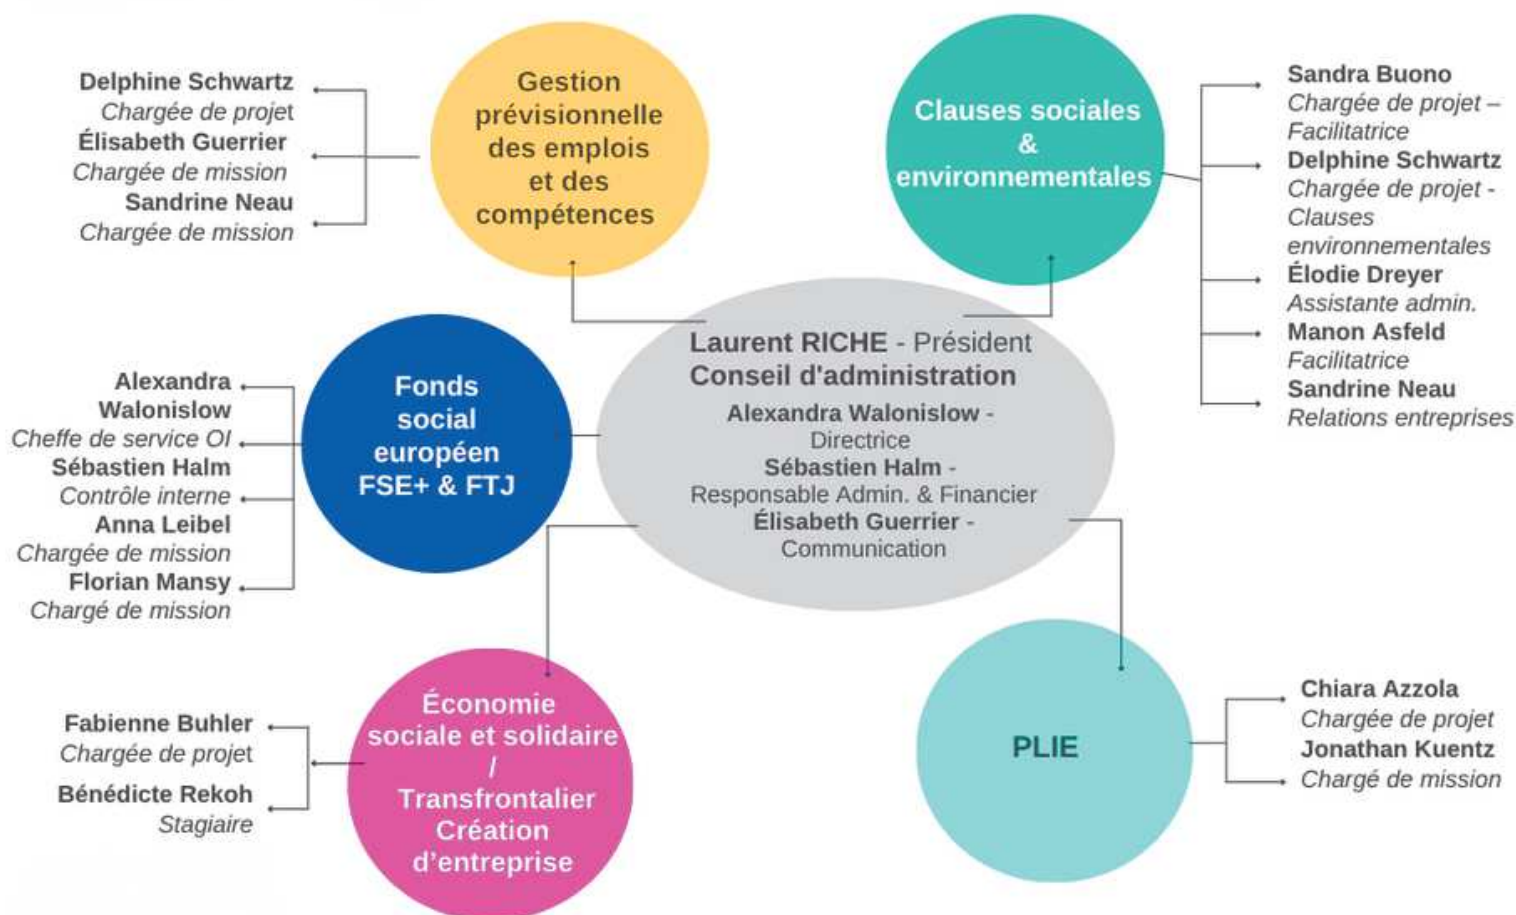 Delphine Schwartz
Chargée de projet
Élisabeth Guerrier
Chargée de mission
Sandrine Neau
Chargée de mission
Gestion
prévisionnelle
des emplois
et des
compétences
Clauses sociales
&
environnementales
Sandra Buono
Chargée de projet –
Facilitatrice
Delphine Schwartz
Chargée de projet -
Clauses
environnementales
Élodie Dreyer
Assistante admin.
Manon Asfeld
Facilitatrice
Sandrine Neau
Relations entreprises
Laurent RICHE - Président
Conseil d'administration
Alexandra Walonislow -
Directrice
Sébastien Halm -
Responsable Admin. & Financier
Élisabeth Guerrier -
Communication
Alexandra
Walonislow
Cheffe de service OI
Sébastien Halm
Contrôle interne
Anna Leibel
Chargée de mission
Florian Mansy
Chargé de mission
Fonds
social
européen
FSE+ & FTJ
Fabienne Buhler
Chargée de projet
Bénédicte Rekoh
Stagiaire
Économie
sociale et solidaire
/
Transfrontalier
Création
d’entreprise
PLIE
Chiara Azzola
Chargée de projet
Jonathan Kuentz
Chargé de mission